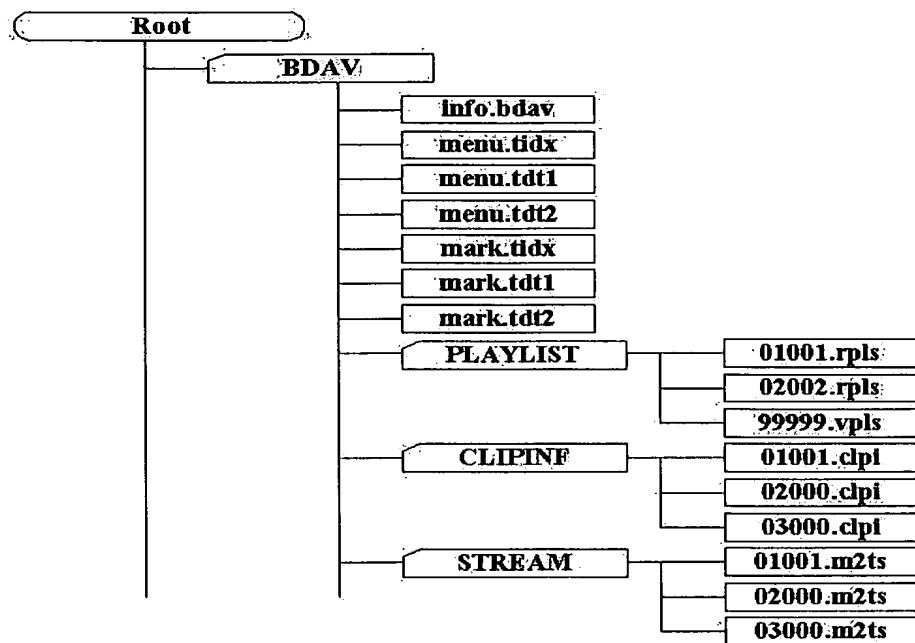 Root
BDAV
info.bdav
menu.tidx
menu.tdt1
menu.tdt2
mark.tidx
mark.tdt1
mark.tdt2
PLAYLIST
01001.rpls
02002.rpls
99999.vpls
CLIPINF
01001.clpi
02000.clpi
03000.clpi
STREAM
01001.m2ts
02000.m2ts
03000.m2ts